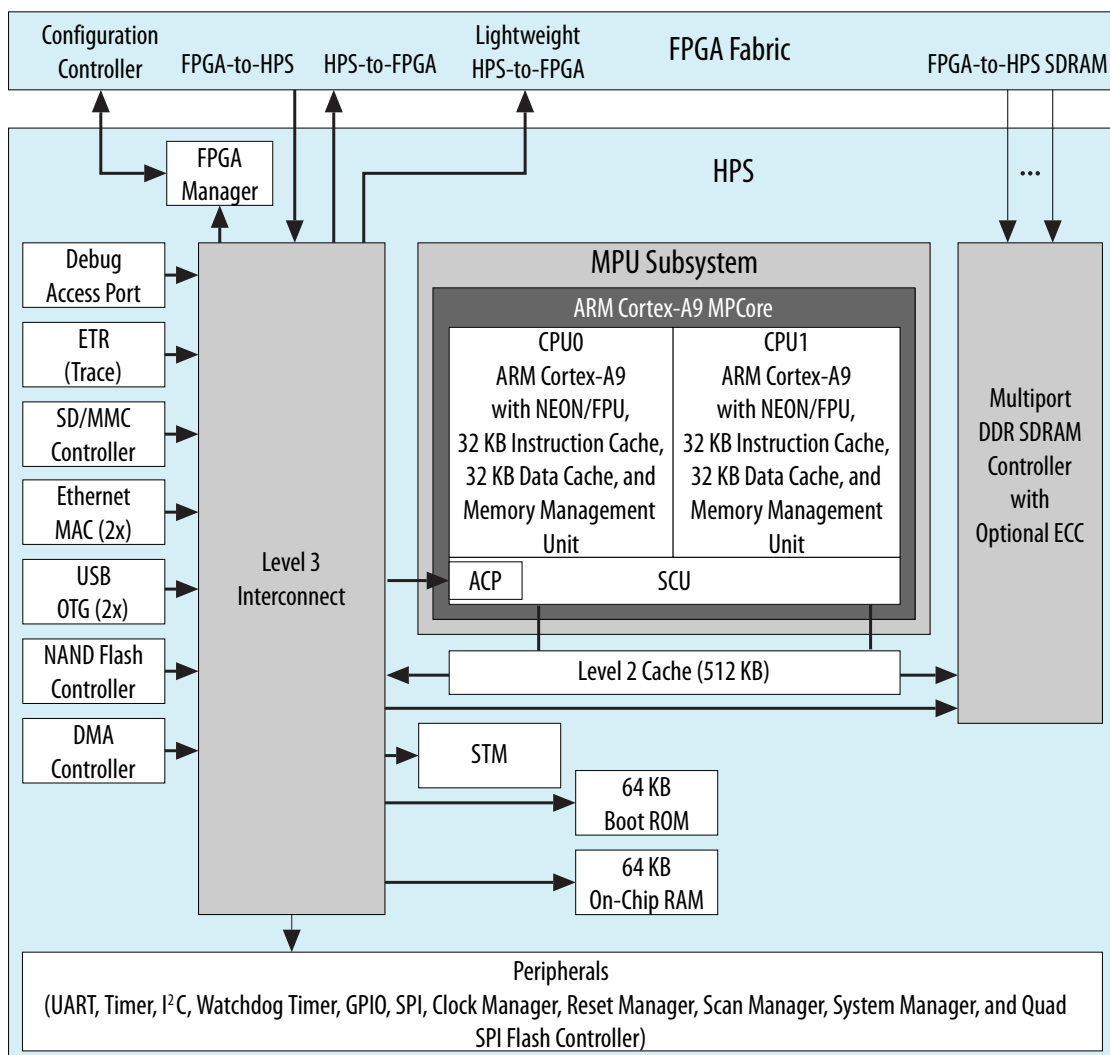 Configuration
Controller
FPGA-to-HPS
HPS-to-FPGA
Lightweight
HPS-to-FPGA
FPGA Fabric
FPGA-to-HPS SDRAM
HPS
FPGA
Manager
...
Debug
Access Port
ETR
(Trace)
SD/MMC
Controller
Ethernet
MAC (2x)
USB
OTG (2x)
NAND Flash
Controller
DMA
Controller
Level 3
Interconnect
MPU Subsystem
ARM Cortex-A9 MPCore
CPU0
ARM Cortex-A9
with NEON/FPU,
32 KB Instruction Cache,
32 KB Data Cache, and
Memory Management
Unit
CPU1
ARM Cortex-A9
with NEON/FPU,
32 KB Instruction Cache,
32 KB Data Cache, and
Memory Management
Unit
ACP
SCU
Level 2 Cache (512 KB)
Multiport
DDR SDRAM
Controller
with
Optional ECC
STM
64 KB
Boot ROM
64 KB
On-Chip RAM
Peripherals
(UART, Timer, I²C, Watchdog Timer, GPIO, SPI, Clock Manager, Reset Manager, Scan Manager, System Manager, and Quad
SPI Flash Controller)